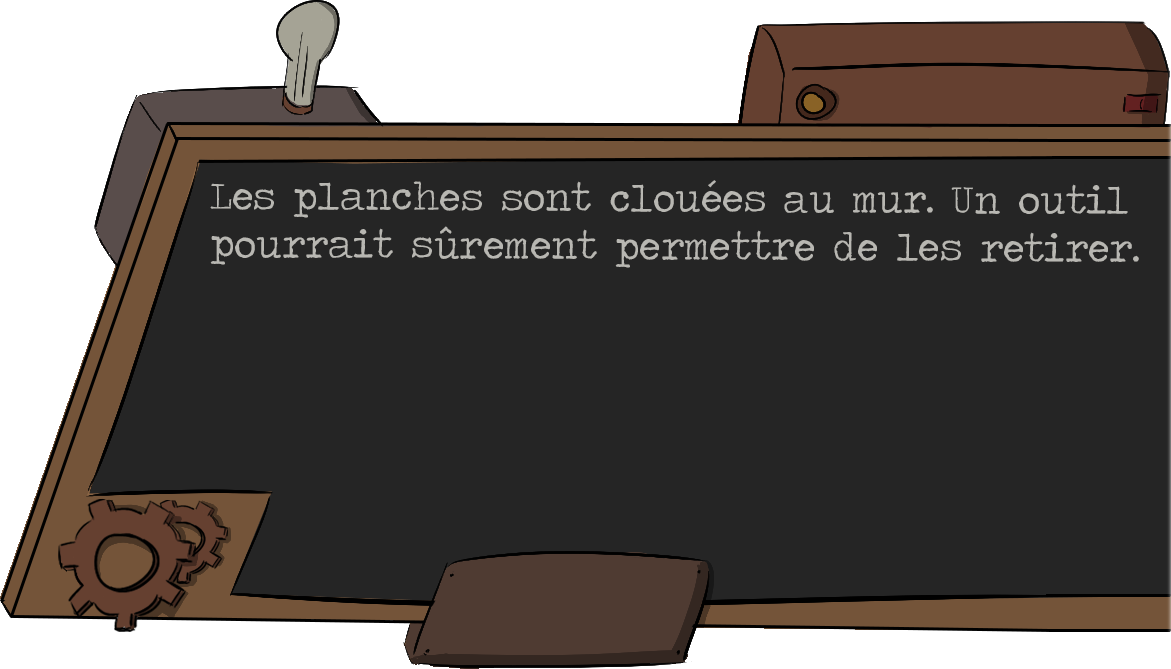 Les planches sont clouées au mur. Un outil
pourrait sûrement permettre de les retirer.